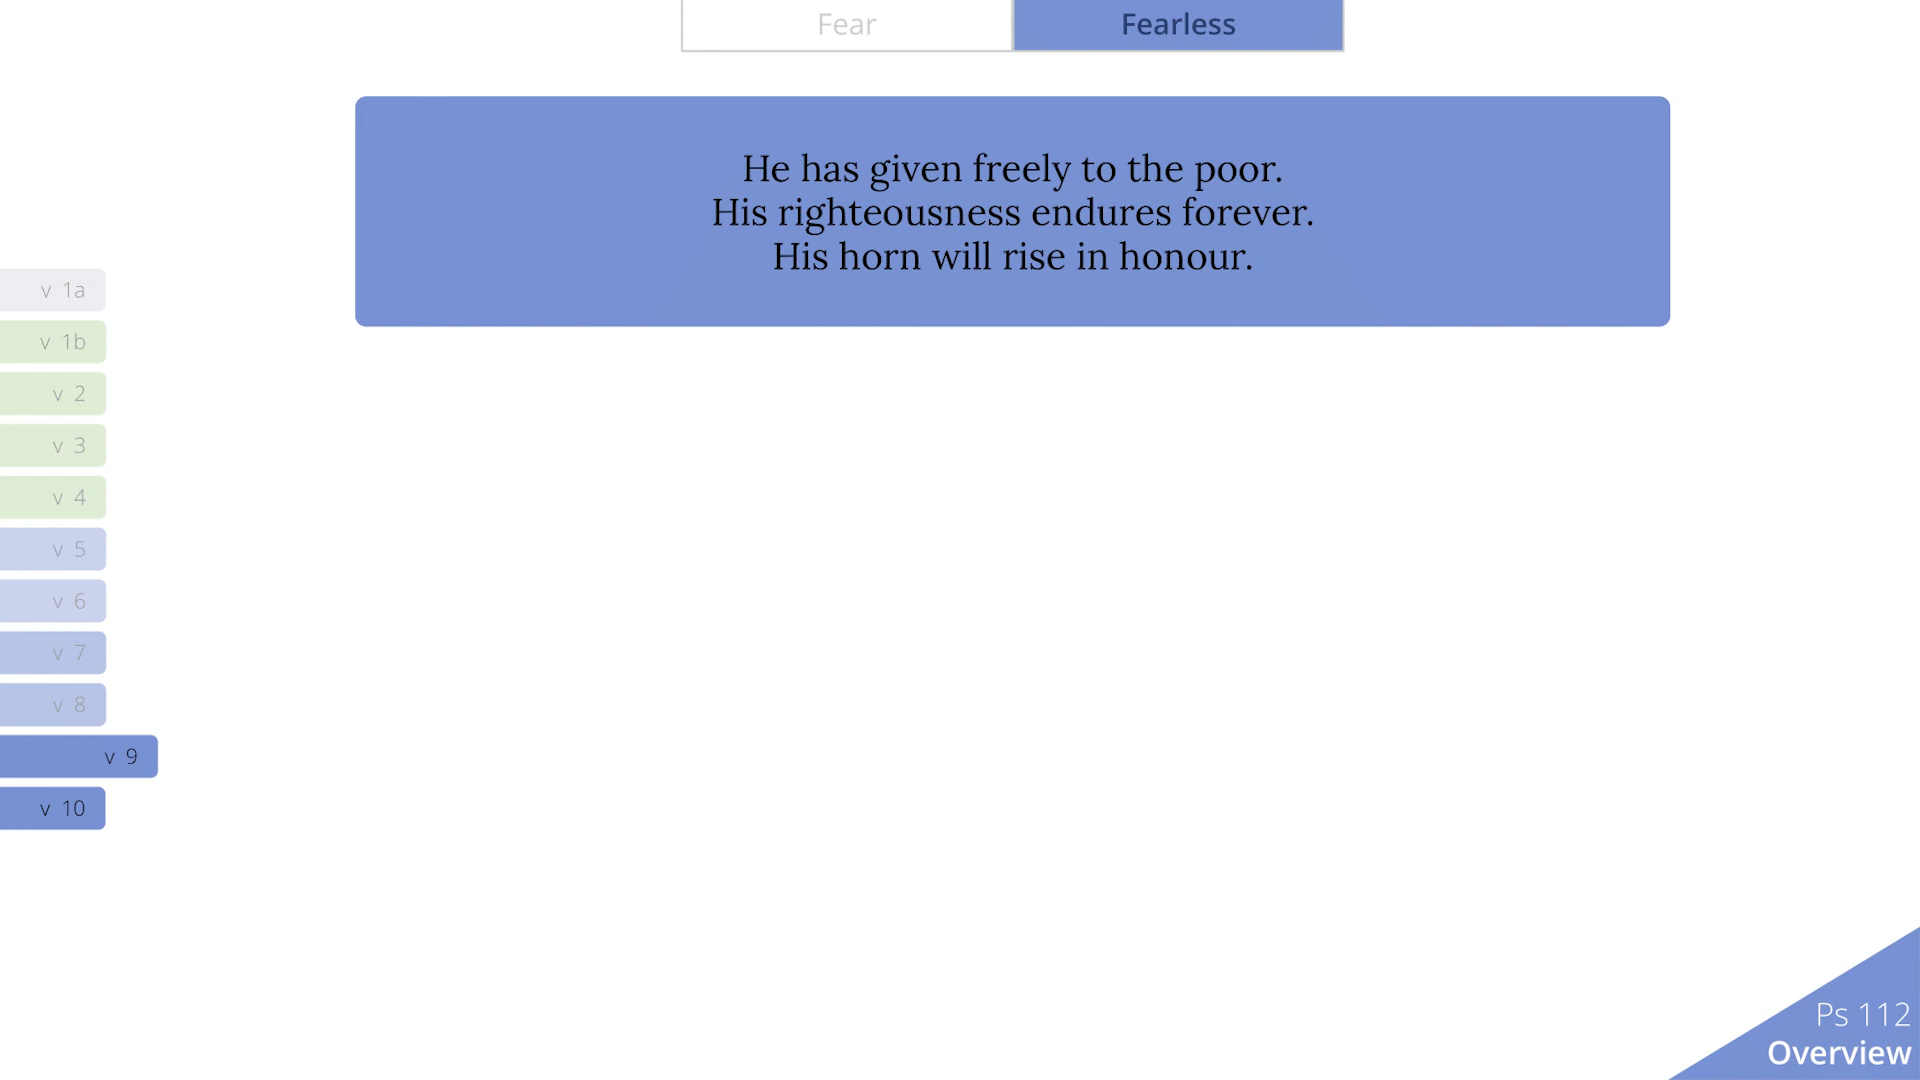 Fear
Fearless
He has given freely to the poor.
His righteousness endures forever.
His horn will rise in honour.
v 1a
v 1b
v 2
v 3
v 4
v 5
v 6
v 7
v 8
v 9
v 10
Ps 112
Overview